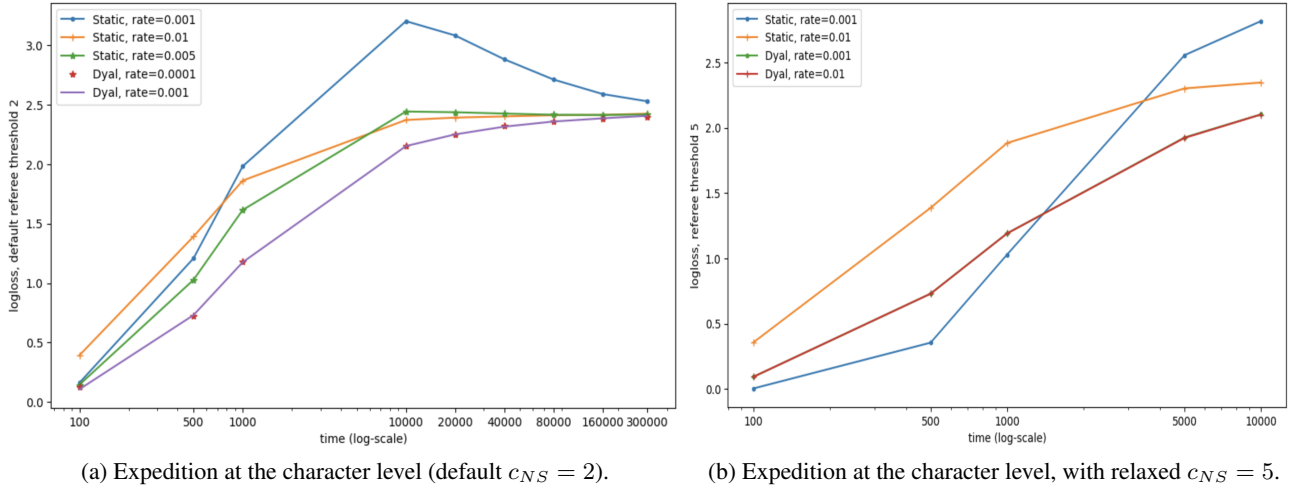 Static, rate=0.001
Static, rate=0.01
Static, rate=0.005
Dyal, rate=0.0001
Dyal, rate=0.001
logloss, default referee threshold 2
3.0
2.5
2.0
1.5
1.0
0.5
0.0
100 500 1000 10000 20000 40000 80000 160000 300000
time (log-scale)
(a) Expedition at the character level (default c_{NS} = 2).
Static, rate=0.001
Static, rate=0.01
Dyal, rate=0.001
Dyal, rate=0.01
logloss, referee threshold 5
2.5
2.0
1.5
1.0
0.5
0.0
100 500 1000 5000 10000
time (log-scale)
(b) Expedition at the character level, with relaxed c_{NS} = 5.